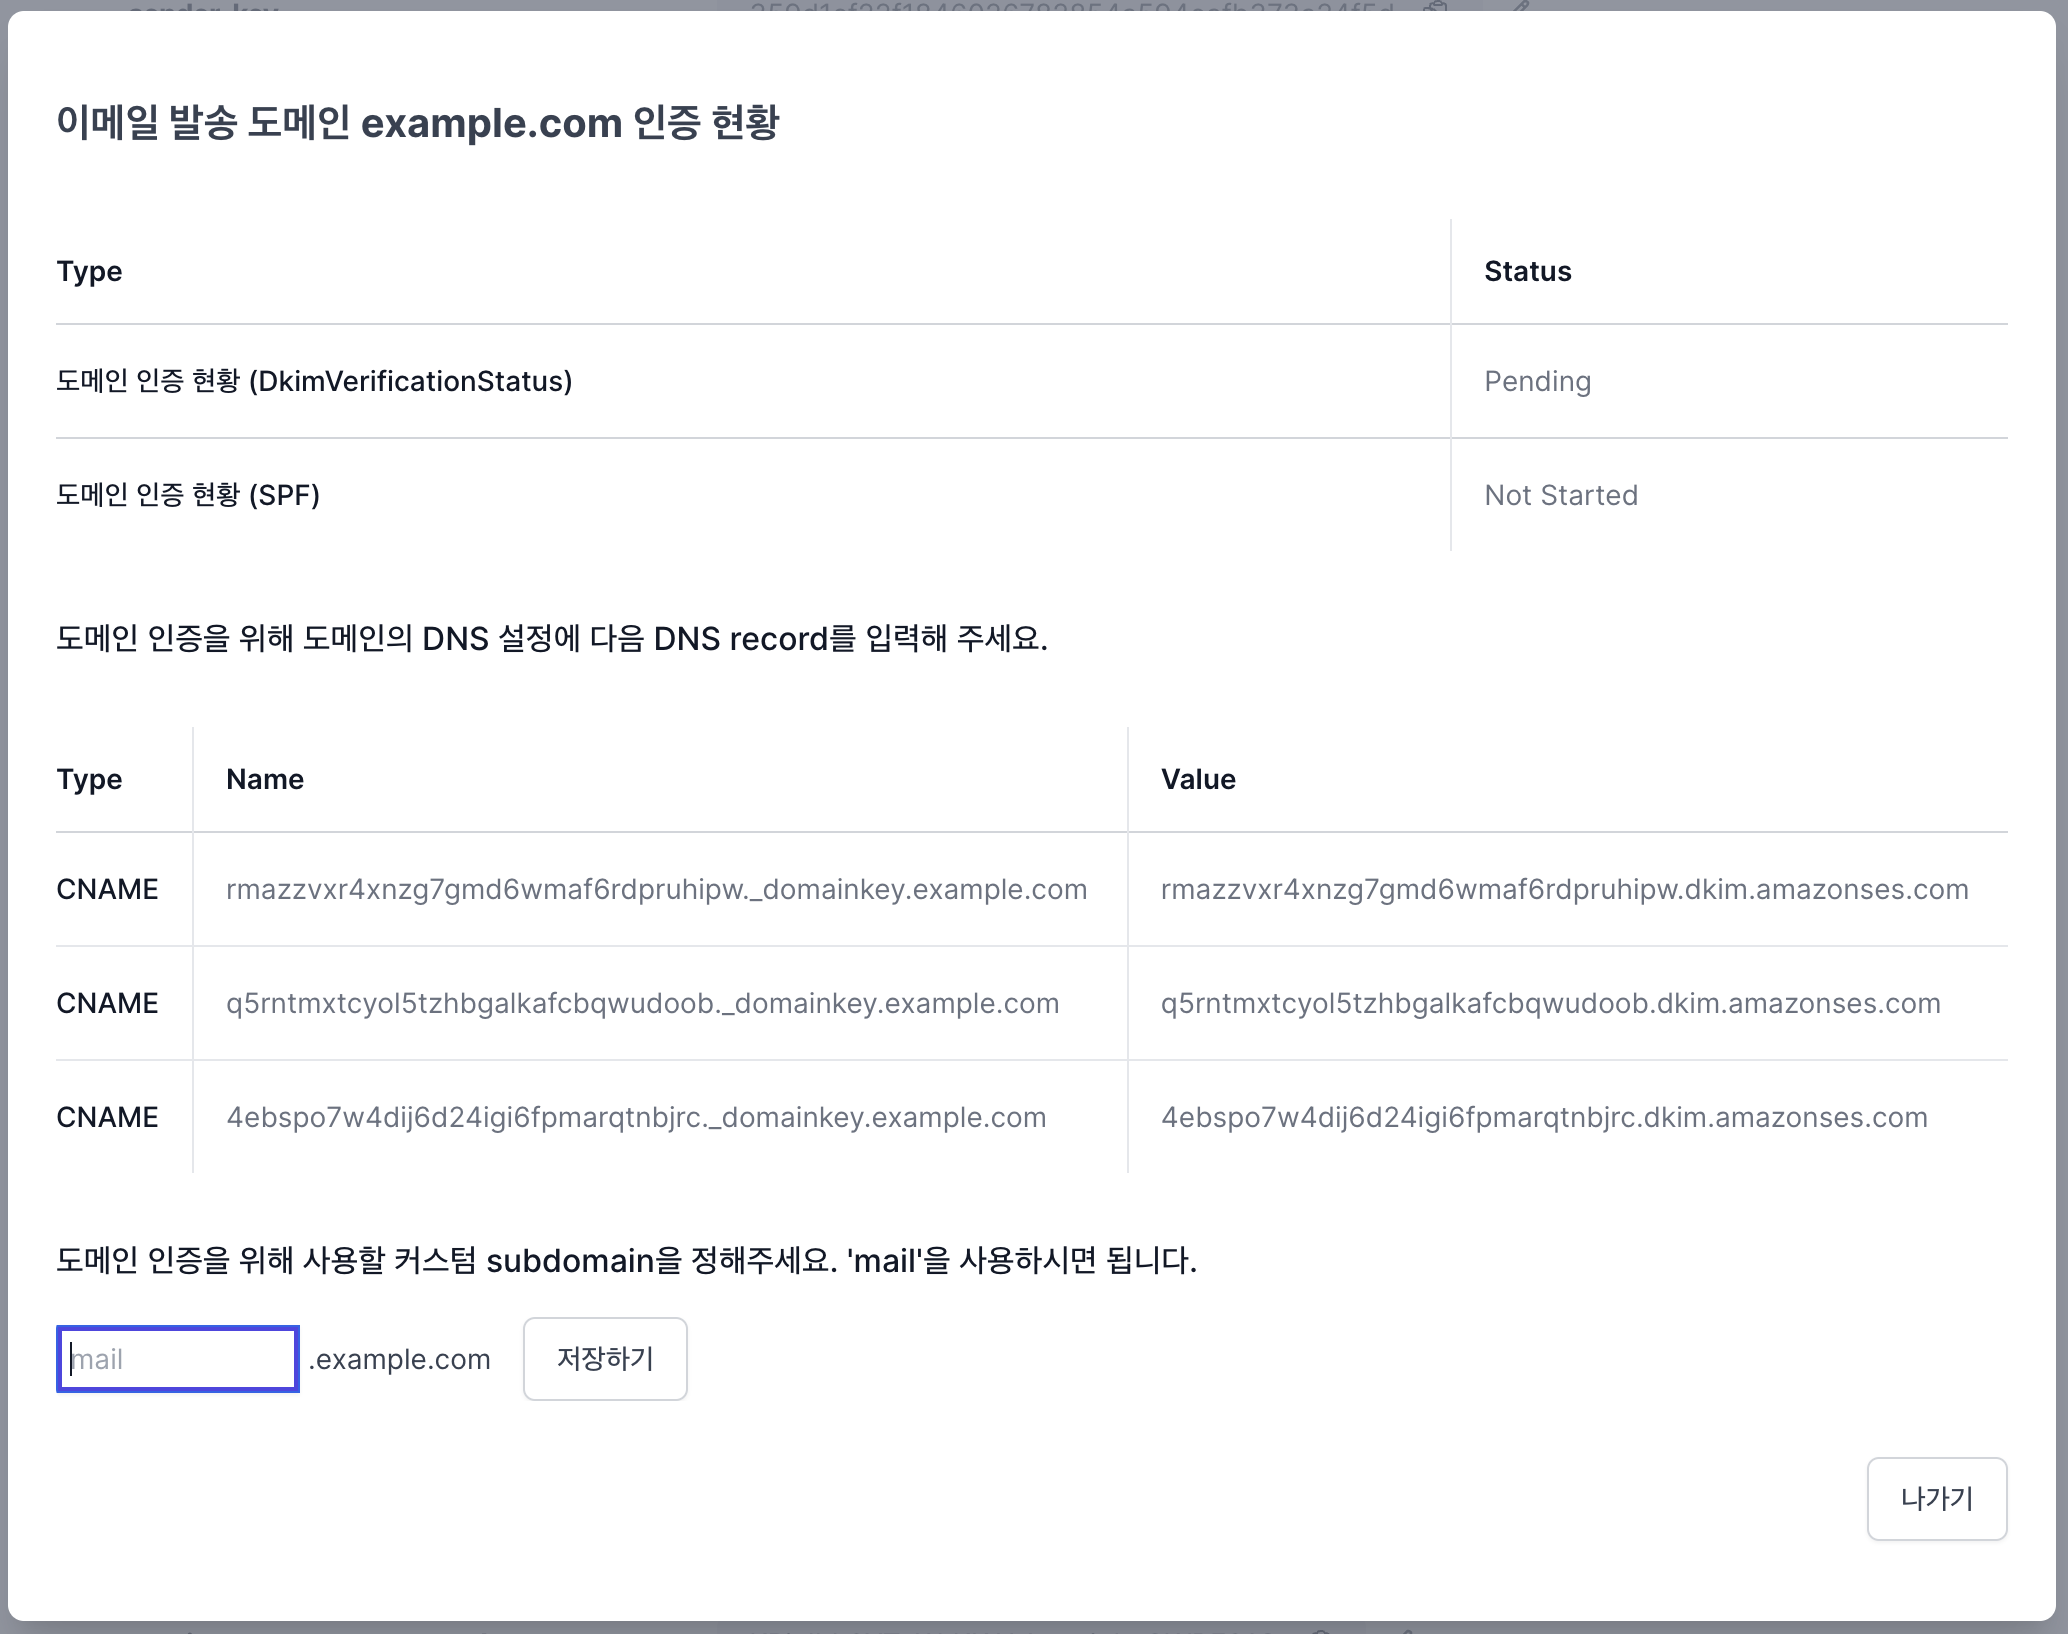 이메일 발송 도메인 example.com 인증 현황
Type Status
도메인 인증 현황 (DkimVerificationStatus) Pending
도메인 인증 현황 (SPF) Not Started
도메인 인증을 위해 도메인의 DNS 설정에 다음 DNS record를 입력해 주세요.
Type Name Value
CNAME rmazzvxr4xnzg7gmd6wmaf6rdpruhipw._domainkey.example.com rmazzvxr4xnzg7gmd6wmaf6rdpruhipw.dkim.amazonses.com
CNAME q5rntmxtcyol5tzhbgalkafcbqwudoob._domainkey.example.com q5rntmxtcyol5tzhbgalkafcbqwudoob.dkim.amazonses.com
CNAME 4ebspo7w4dij6d24igi6fpmarqtnbjrc._domainkey.example.com 4ebspo7w4dij6d24igi6fpmarqtnbjrc.dkim.amazonses.com
도메인 인증을 위해 사용할 커스텀 subdomain을 정해주세요. 'mail'을 사용하시면 됩니다.
mail .example.com 저장하기
나가기